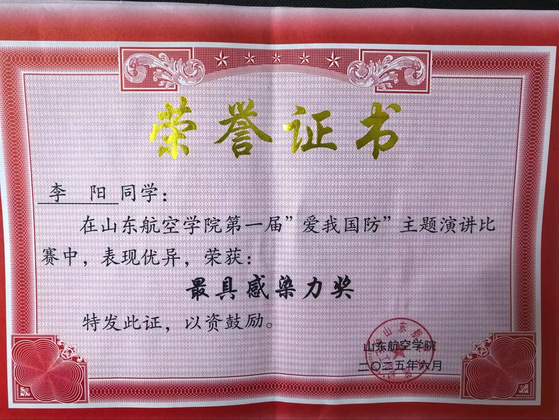 荣誉证书
李 阳 同学：
在山东航空学院第一届”爱我国防”主题演讲比
赛中，表现优异，荣获：
最具感染力奖
特发此证，以资鼓励。
山东航空学院
二〇二五年六月